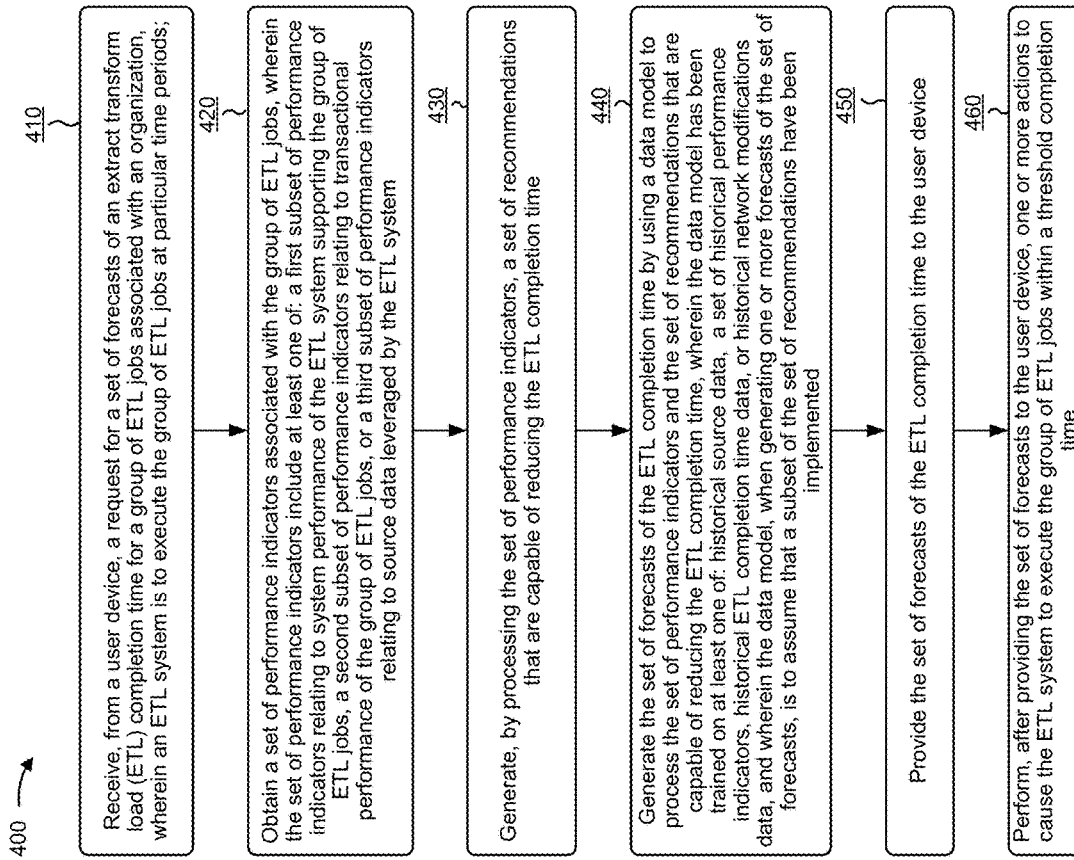 400
410
Receive, from a user device, a request for a set of forecasts of an extract transform
load (ETL) completion time for a group of ETL jobs associated with an organization,
wherein an ETL system is to execute the group of ETL jobs at particular time periods;
420
Obtain a set of performance indicators associated with the group of ETL jobs, wherein
the set of performance indicators include at least one of: a first subset of performance
indicators relating to system performance of the ETL system supporting the group of
ETL jobs, a second subset of performance indicators relating to transactional
performance of the group of ETL jobs, or a third subset of performance indicators
relating to source data leveraged by the ETL system
430
Generate, by processing the set of performance indicators, a set of recommendations
that are capable of reducing the ETL completion time
440
Generate the set of forecasts of the ETL completion time by using a data model to
process the set of performance indicators and the set of recommendations that are
capable of reducing the ETL completion time, wherein the data model has been
trained on at least one of: historical source data, a set of historical performance
indicators, historical ETL completion time data, or historical network modifications
data, and wherein the data model, when generating one or more forecasts of the set of
forecasts, is to assume that a subset of the set of recommendations have been
implemented
450
Provide the set of forecasts of the ETL completion time to the user device
460
Perform, after providing the set of forecasts to the user device, one or more actions to
cause the ETL system to execute the group of ETL jobs within a threshold completion
time